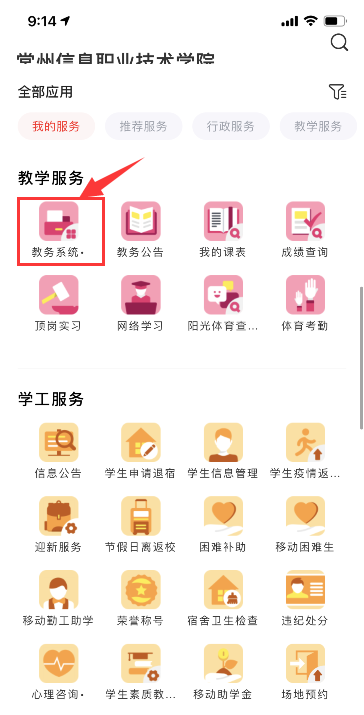 9:14
常州信息职业技术学院
全部应用
我的服务 推荐服务 行政服务 教学服务
教学服务
教务系统• 教务公告 我的课表 成绩查询
顶岗实习 网络学习 阳光体育查... 体育考勤
学工服务
信息公告 学生申请退宿 学生信息管理 学生疫情返...
迎新服务 节假日离返校 困难补助 移动困难生
移动勤工助学 荣誉称号 宿舍卫生检查 违纪处分
心理咨询• 学生素质教... 移动助学金 场地预约